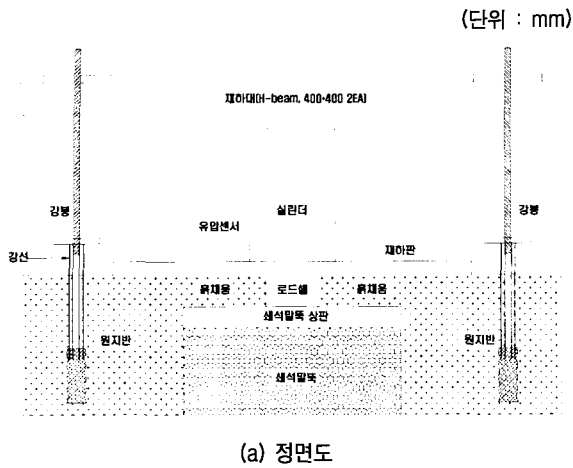 (단위 : mm)
재하대(H-beam, 400×400 2EA)
강봉
실린더
강봉
유압센서
재하판
강선
흙채움
로드셀
흙채움
쇄석말뚝 상판
원지반
원지반
쇄석말뚝
(a) 정면도